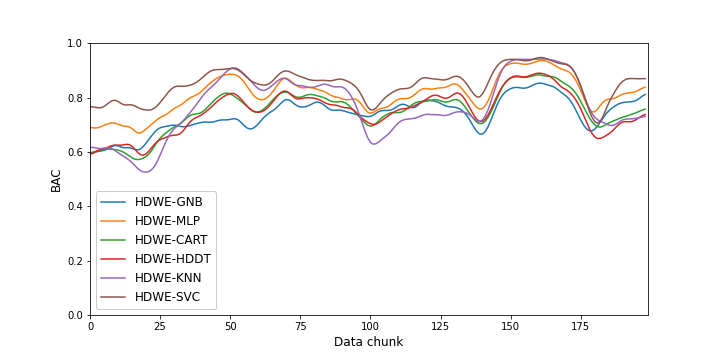 1.0
0.8
0.6
0.4
0.2
0.0
BAC
HDWE-GNB
HDWE-MLP
HDWE-CART
HDWE-HDDT
HDWE-KNN
HDWE-SVC
0 25 50 75 100 125 150 175
Data chunk